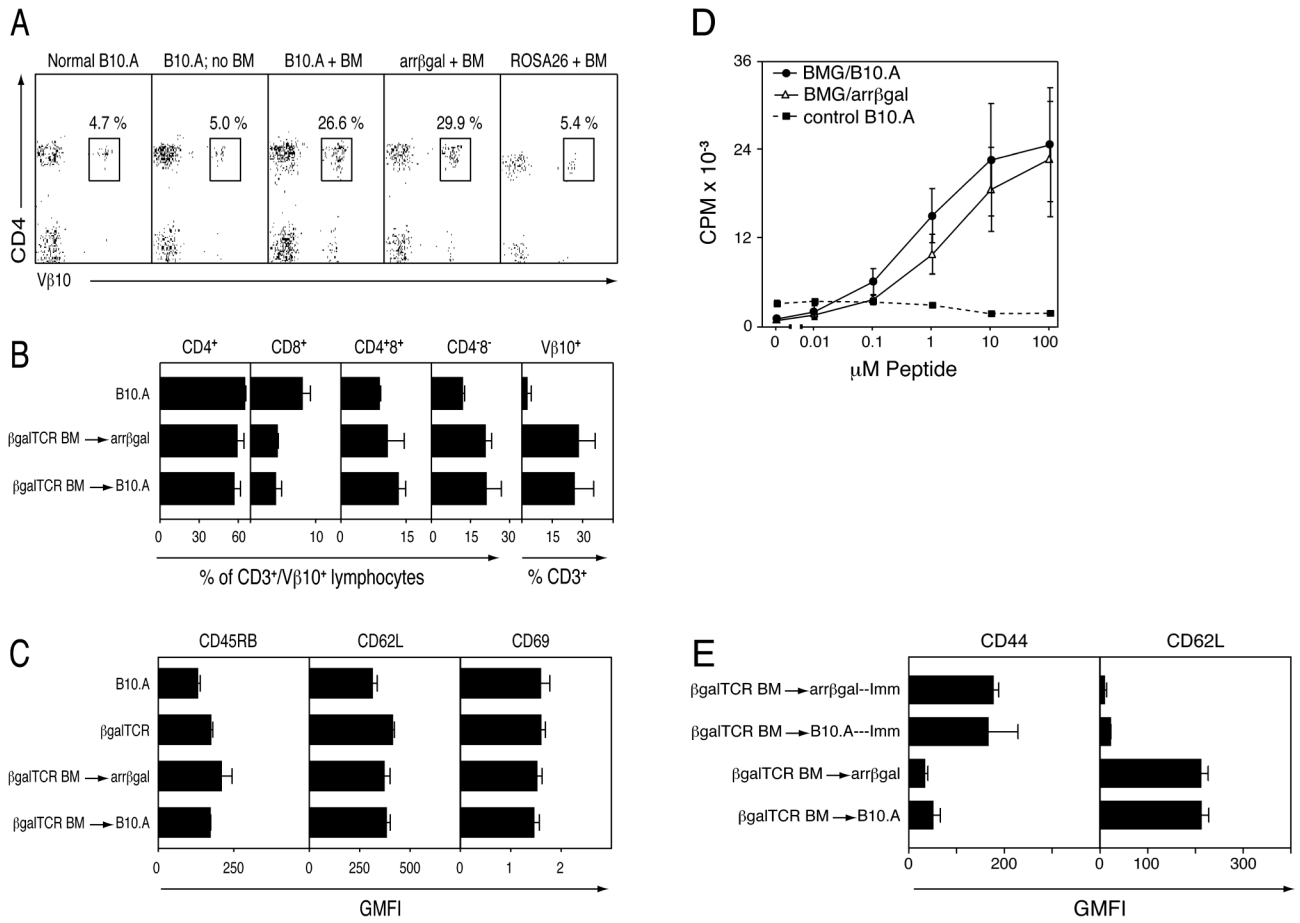 A
Normal B10.A B10.A; no BM B10.A + BM arrβgal + BM ROSA26 + BM
4.7 % 5.0 % 26.6 % 29.9 % 5.4 %
CD4
Vβ10
B
CD4+ CD8+ CD4+8+ CD4-8- Vβ10+
B10.A
βgalTCR BM → arrβgal
βgalTCR BM → B10.A
0 30 60 10 0 15 0 15 30 15 30
% of CD3+/Vβ10+ lymphocytes % CD3+
C
CD45RB CD62L CD69
B10.A
βgalTCR
βgalTCR BM → arrβgal
βgalTCR BM → B10.A
0 250 0 250 500 0 1 2
GMFI
D
36
24
12
0
CPM x 10-3
BMG/B10.A
BMG/arrβgal
control B10.A
0 0.01 0.1 1 10 100
μM Peptide
E
CD44 CD62L
βgalTCR BM → arrβgal--Imm
βgalTCR BM → B10.A---Imm
βgalTCR BM → arrβgal
βgalTCR BM → B10.A
0 200 0 100 300
GMFI